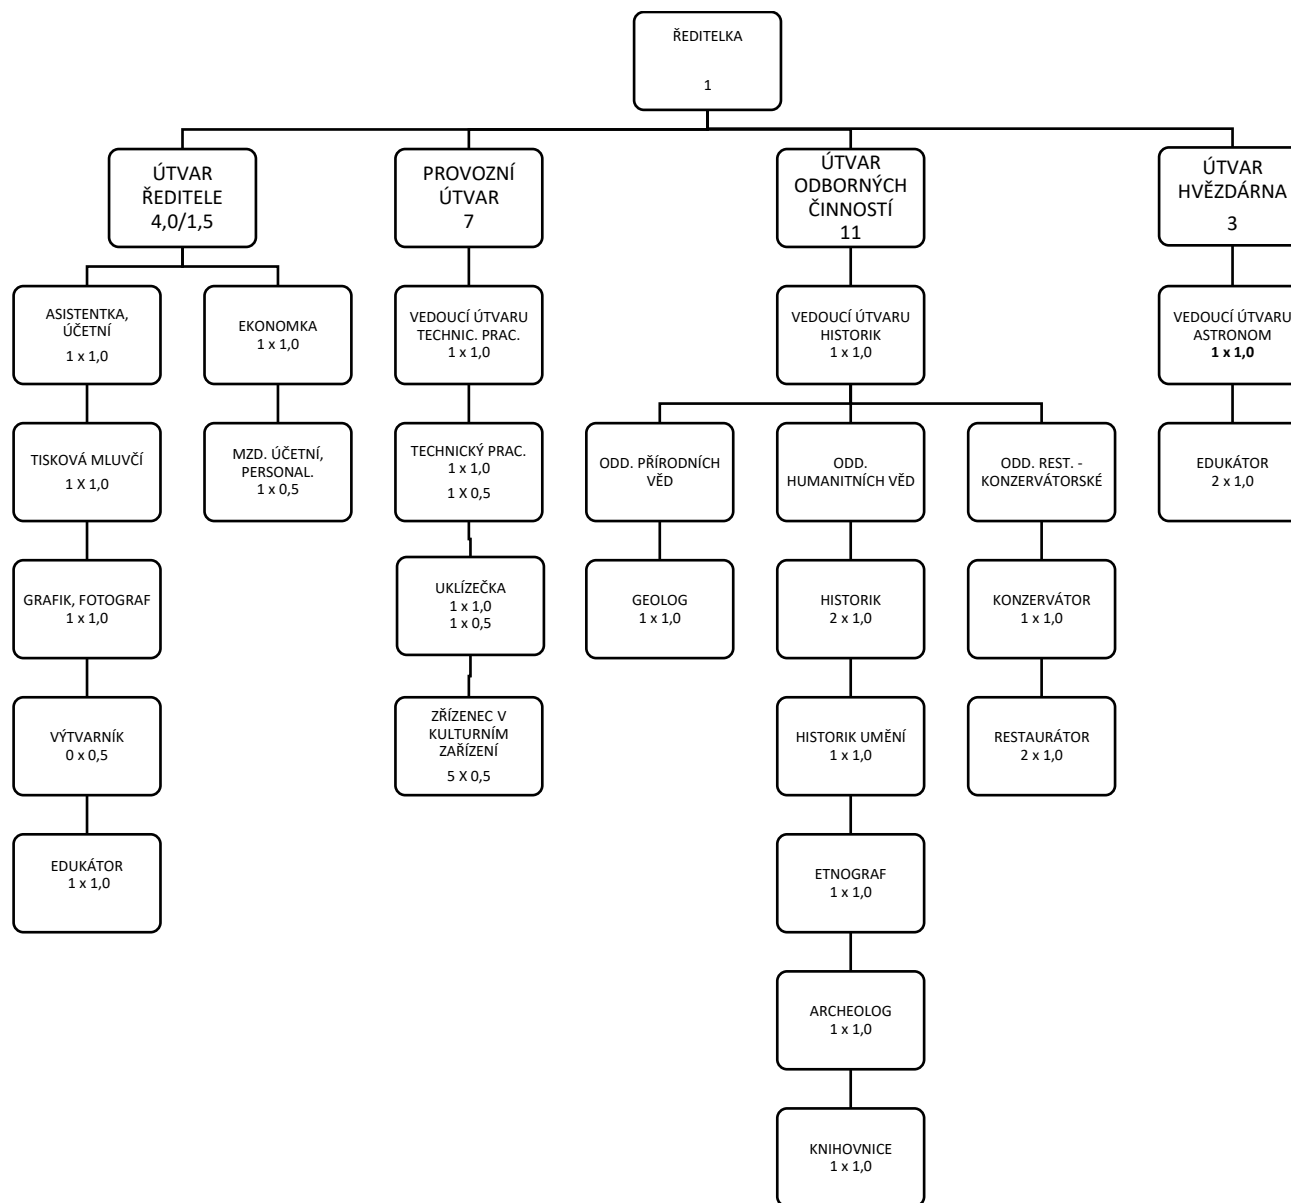 ŘEDITELKA
1
ÚTVAR
ŘEDITELE
4,0/1,5
PROVOZNÍ
ÚTVAR
7
ÚTVAR
ODBORNÝCH
ČINNOSTÍ
11
ÚTVAR
HVĚZDÁRNA
3
ASISTENTKA,
ÚČETNÍ
1 x 1,0
EKONOMKA
1 x 1,0
VEDOUCÍ ÚTVARU
TECHNIC. PRAC.
1 x 1,0
VEDOUCÍ ÚTVARU
HISTORIK
1 x 1,0
VEDOUCÍ ÚTVARU
ASTRONOM
1 x 1,0
TISKOVÁ MLUVČÍ
1 X 1,0
MZD. ÚČETNÍ,
PERSONAL.
1 x 0,5
TECHNICKÝ PRAC.
1 x 1,0
1 X 0,5
ODD. PŘÍRODNÍCH
VĚD
ODD.
HUMANITNÍCH VĚD
ODD. REST. -
KONZERVÁTORSKÉ
EDUKÁTOR
2 x 1,0
GRAFIK, FOTOGRAF
1 x 1,0
UKLÍZEČKA
1 x 1,0
1 x 0,5
GEOLOG
1 x 1,0
HISTORIK
2 x 1,0
KONZERVÁTOR
1 x 1,0
VÝTVARNÍK
0 x 0,5
ZŘÍZENEC V
KULTURNÍM
ZAŘÍZENÍ
5 X 0,5
HISTORIK UMĚNÍ
1 x 1,0
RESTAURÁTOR
2 x 1,0
EDUKÁTOR
1 x 1,0
ETNOGRAF
1 x 1,0
ARCHEOLOG
1 x 1,0
KNIHOVNICE
1 x 1,0